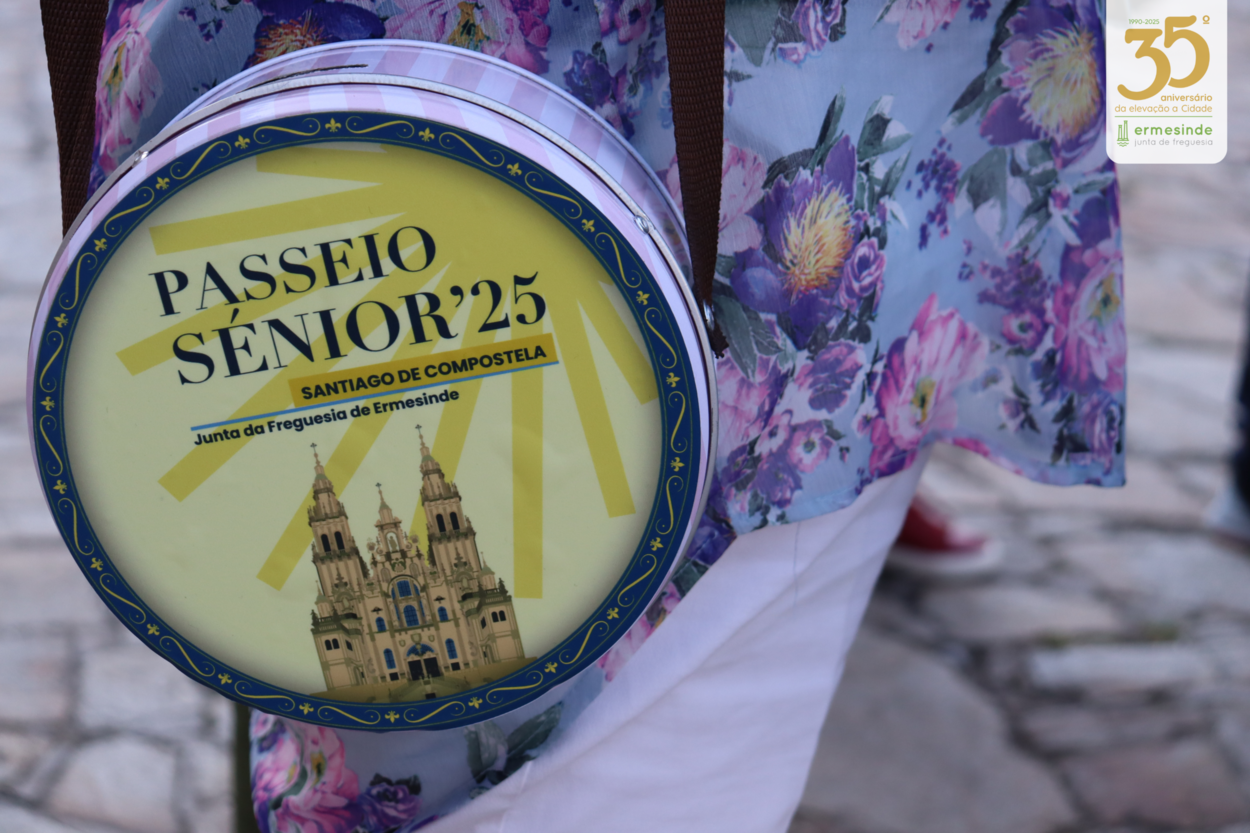 PASSEIO
SÉNIOR'25
SANTIAGO DE COMPOSTELA
Junta da Freguesia de Ermesinde
1990-2025
35º
aniversário
da elevação a Cidade
ermesinde
junta de freguesia